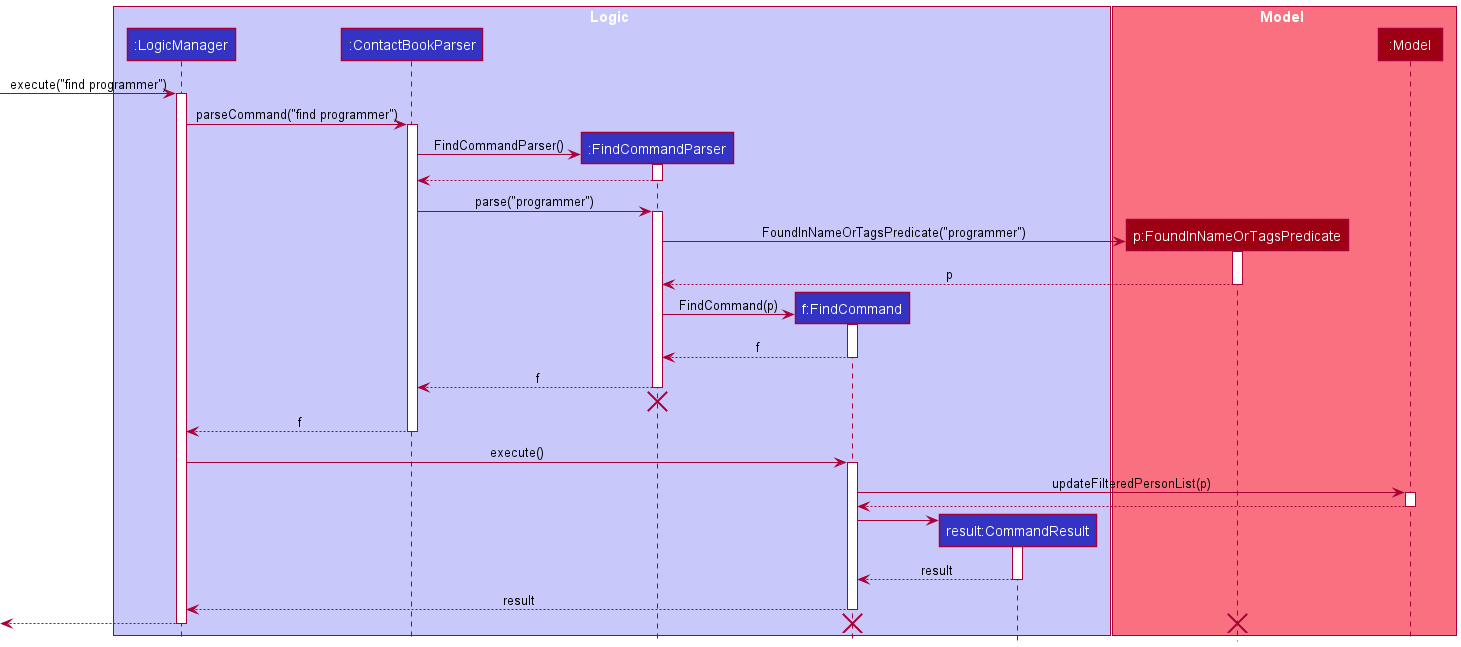 Logic
Model
:LogicManager
:ContactBookParser
:Model
execute("find programmer")
parseCommand("find programmer")
FindCommandParser()
:FindCommandParser
parse("programmer")
FoundInNameOrTagsPredicate("programmer")
p:FoundInNameOrTagsPredicate
p
FindCommand(p)
f:FindCommand
f
f
f
execute()
updateFilteredPersonList(p)
result:CommandResult
result
result